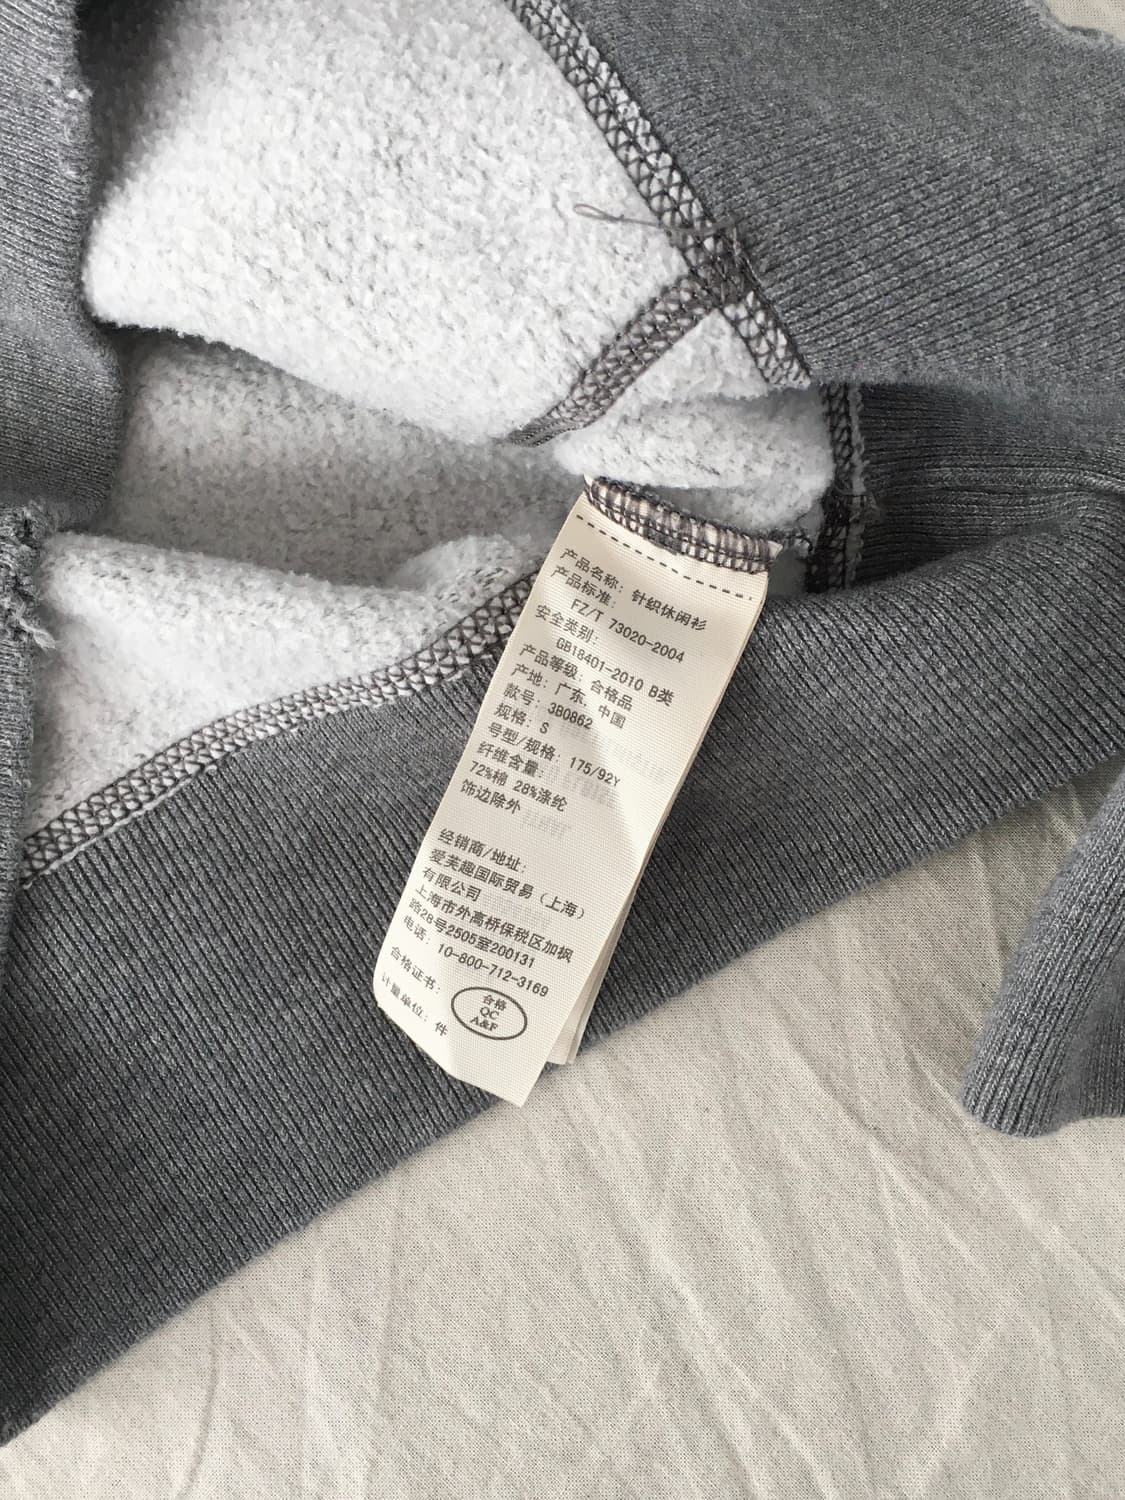 产品名称: 针织休闲衫
产品标准:
FZ/T 73020-2004
安全类别:
GB18401-2010 B类
产品等级: 合格品
产地: 广东, 中国
款号: 3B0862
规格: S
号型/规格: 175/92Y
纤维含量:
72%棉 28%涤纶
饰边除外
经销商/地址:
爱芙趣国际贸易（上海）
有限公司
上海市外高桥保税区加枫
路28号2505室200131
电话: 10-800-712-3169
合格证书:
合格
QC
A&F
计量单位: 件